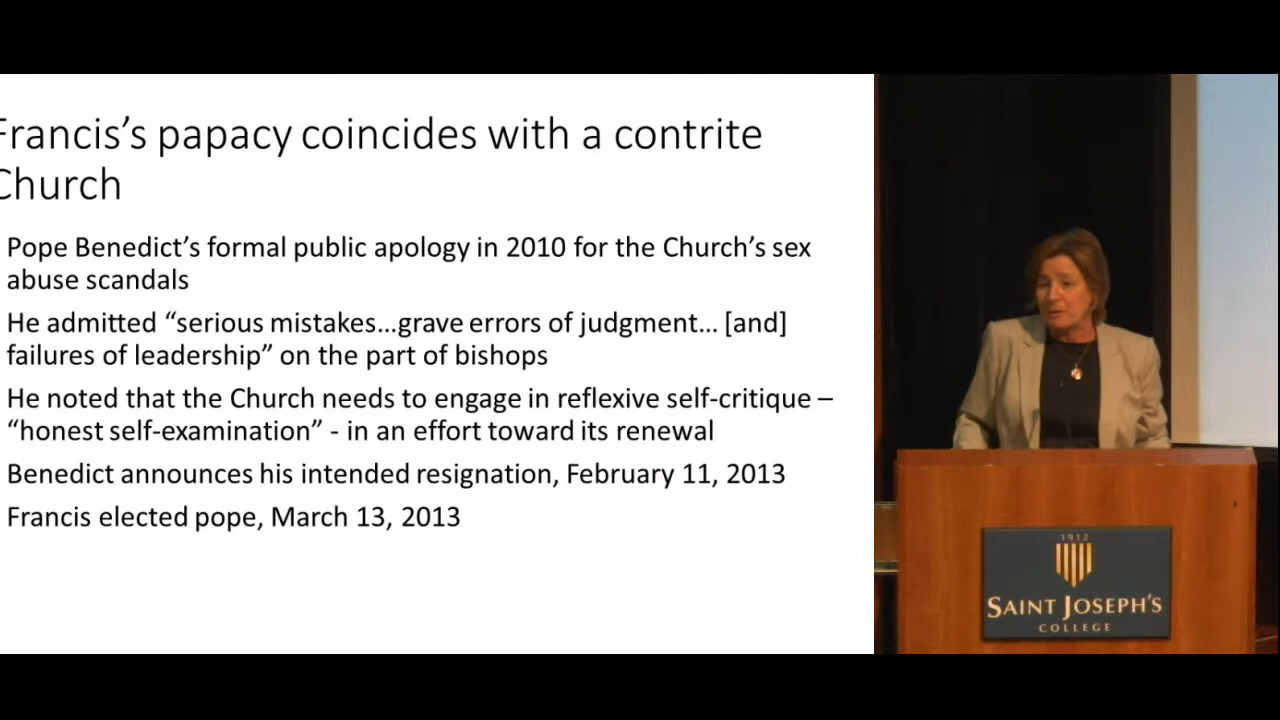 Francis's papacy coincides with a contrite
Church
Pope Benedict's formal public apology in 2010 for the Church's sex
abuse scandals
He admitted “serious mistakes...grave errors of judgment... [and]
failures of leadership” on the part of bishops
He noted that the Church needs to engage in reflexive self-critique –
“honest self-examination” - in an effort toward its renewal
Benedict announces his intended resignation, February 11, 2013
Francis elected pope, March 13, 2013
1912
SAINT JOSEPH'S
COLLEGE